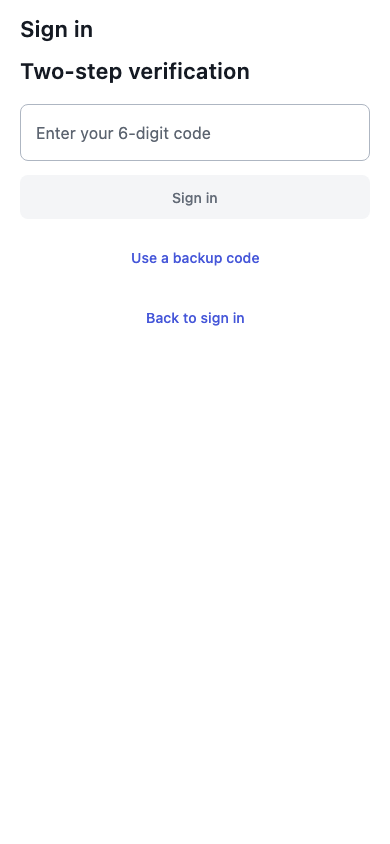 Sign in
Two-step verification
Enter your 6-digit code
Sign in
Use a backup code
Back to sign in